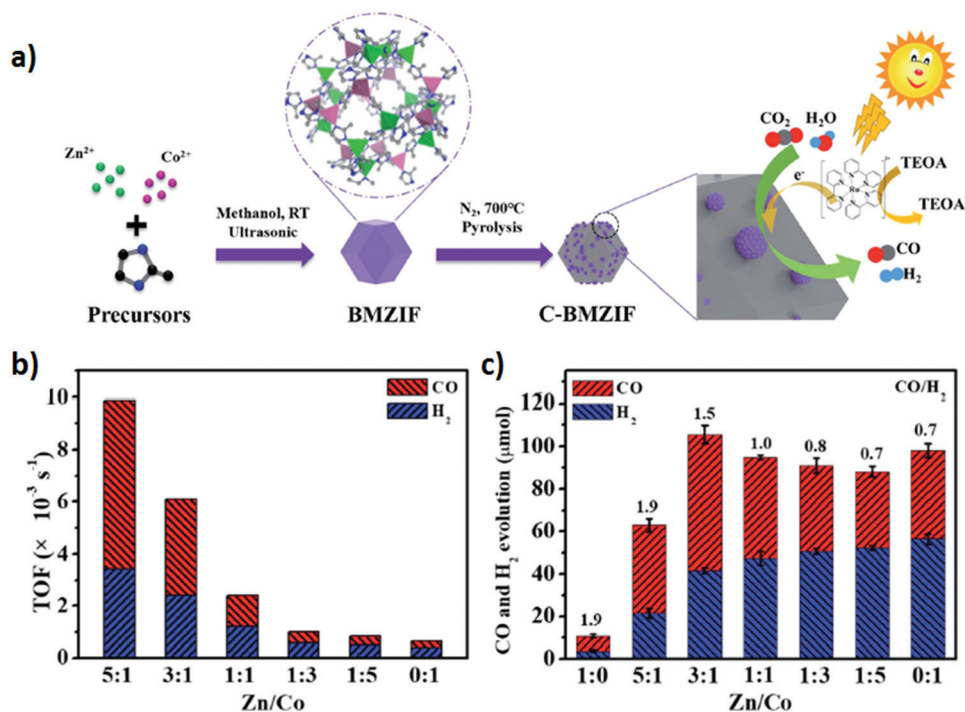 a)
Zn²⁺
Co²⁺
Precursors
Methanol, RT
Ultrasonic
BMZIF
N₂, 700℃
Pyrolysis
C-BMZIF
CO₂
H₂O
e⁻
Ru
TEOA
TEOA
CO
H₂
b)
TOF (× 10⁻³ s⁻¹)
10
8
6
4
2
0
CO
H₂
5:1
3:1
1:1
1:3
1:5
0:1
Zn/Co
c)
CO and H₂ evolution (μmol)
120
100
80
60
40
20
0
CO
H₂
CO/H₂
1.9
1.9
1.5
1.0
0.8
0.7
0.7
1:0
5:1
3:1
1:1
1:3
1:5
0:1
Zn/Co